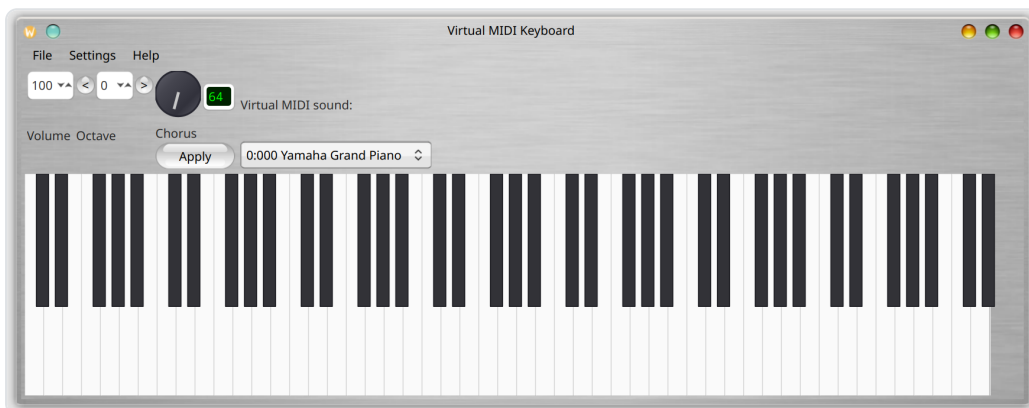 Virtual MIDI Keyboard
File Settings Help
100 < 0 > 64 Virtual MIDI sound:
Volume Octave Chorus
Apply 0:000 Yamaha Grand Piano